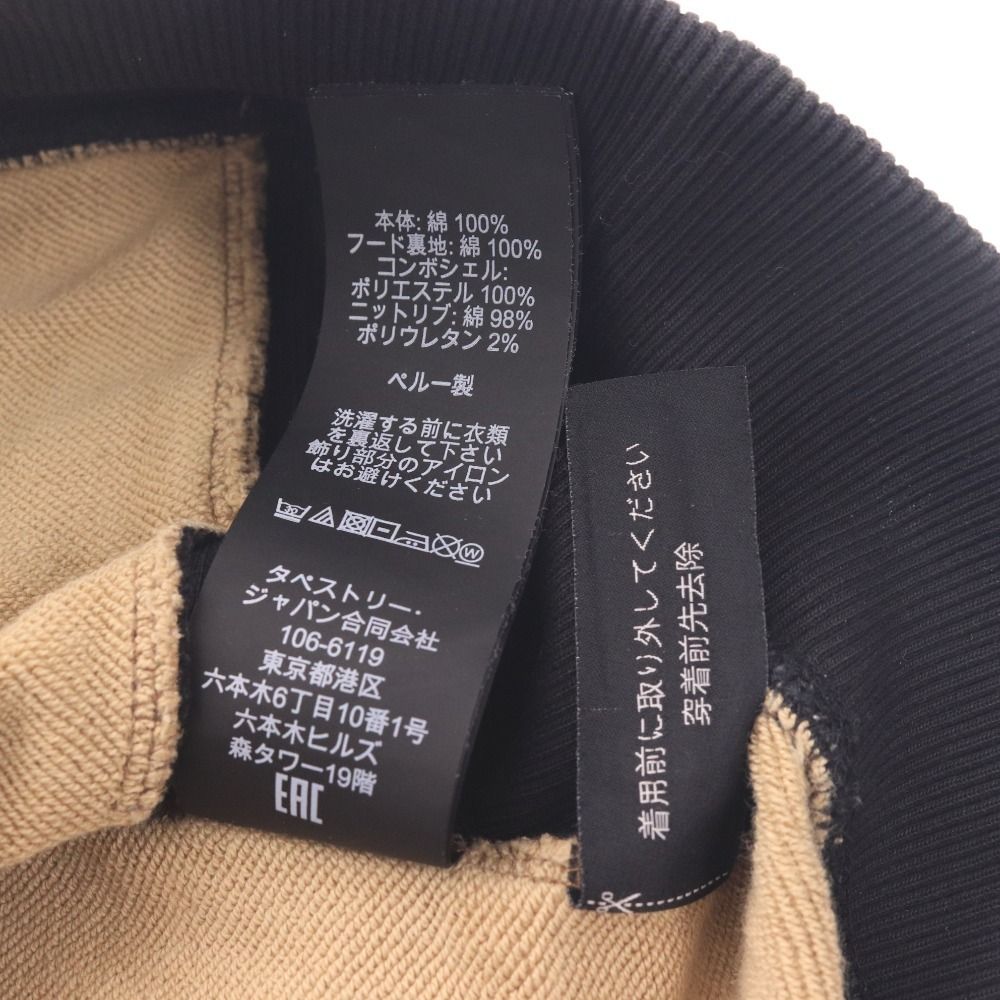 本体: 綿 100%
フード裏地: 綿 100%
コンボシェル:
ポリエステル 100%
ニットリブ: 綿 98%
ポリウレタン 2%
ペルー製
洗濯する前に衣類
を裏返して下さい
飾り部分のアイロン
はお避けください
30
W
タペストリー・
ジャパン合同会社
106-6119
東京都港区
六本木6丁目10番1号
六本木ヒルズ
森タワー19階
EAC
着用前に取り外してください
穿着前先去除